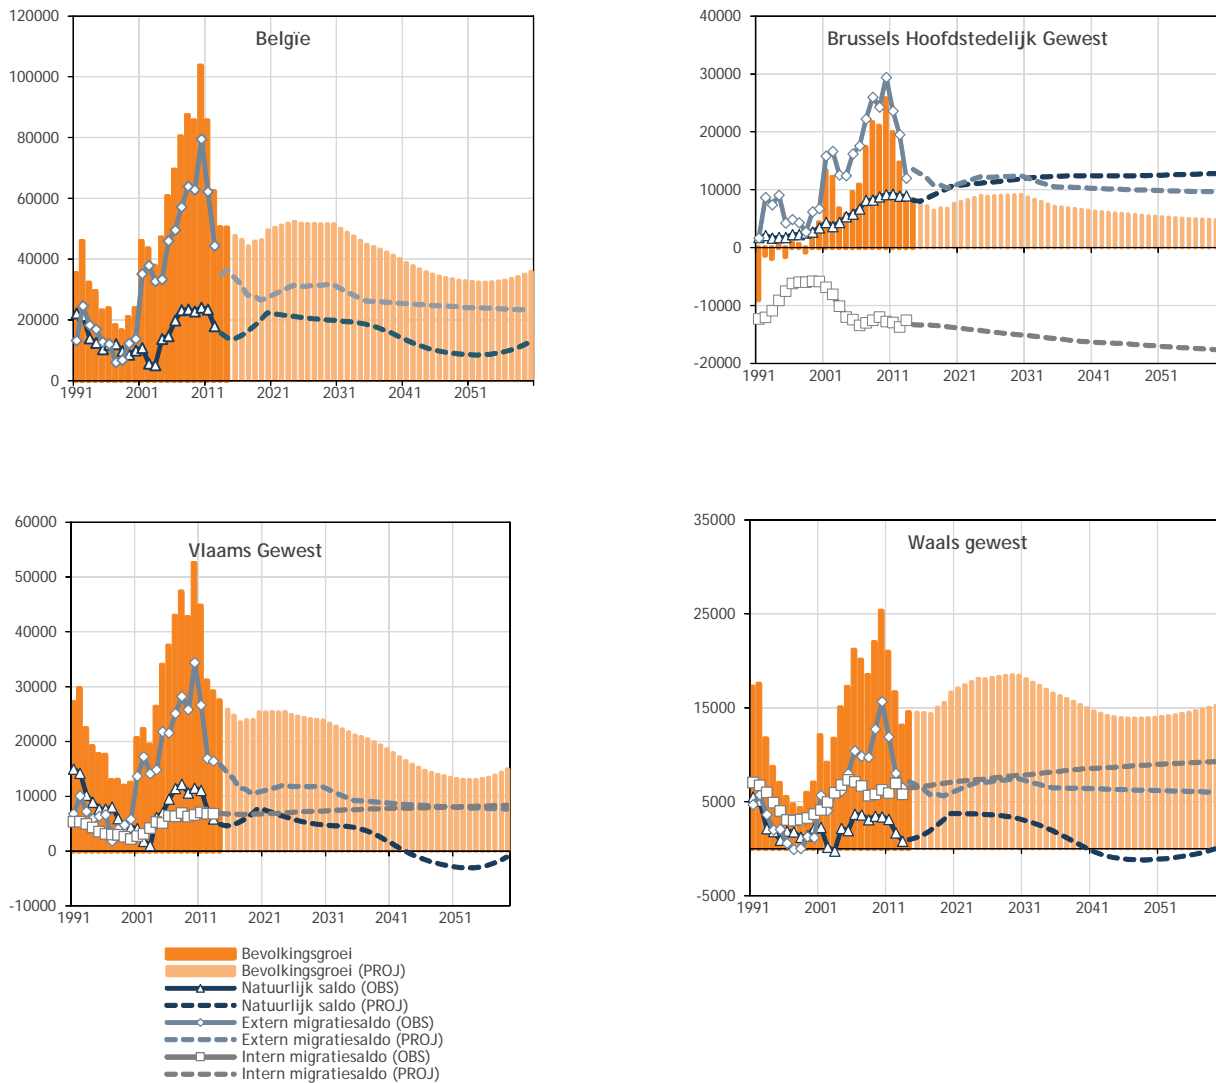 Belgïe
120000
100000
80000
60000
40000
20000
0
1991 2001 2011 2021 2031 2041 2051
Brussels Hoofdstedelijk Gewest
40000
30000
20000
10000
0
-10000
-20000
1991 2001 2011 2021 2031 2041 2051
Vlaams Gewest
60000
50000
40000
30000
20000
10000
0
-10000
1991 2001 2011 2021 2031 2041 2051
Waals gewest
35000
25000
15000
5000
-5000
1991 2001 2011 2021 2031 2041 2051
Bevolkingsgroei
Bevolkingsgroei (PROJ)
Natuurlijk saldo (OBS)
Natuurlijk saldo (PROJ)
Extern migratiesaldo (OBS)
Extern migratiesaldo (PROJ)
Intern migratiesaldo (OBS)
Intern migratiesaldo (PROJ)